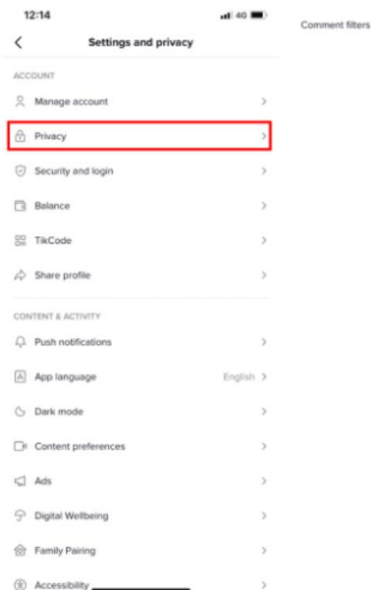 12:14
4G
Settings and privacy
Comment filters
ACCOUNT
Manage account
Privacy
Security and login
Balance
TikCode
Share profile
CONTENT & ACTIVITY
Push notifications
App language English
Dark mode
Content preferences
Ads
Digital Wellbeing
Family Pairing
Accessibility